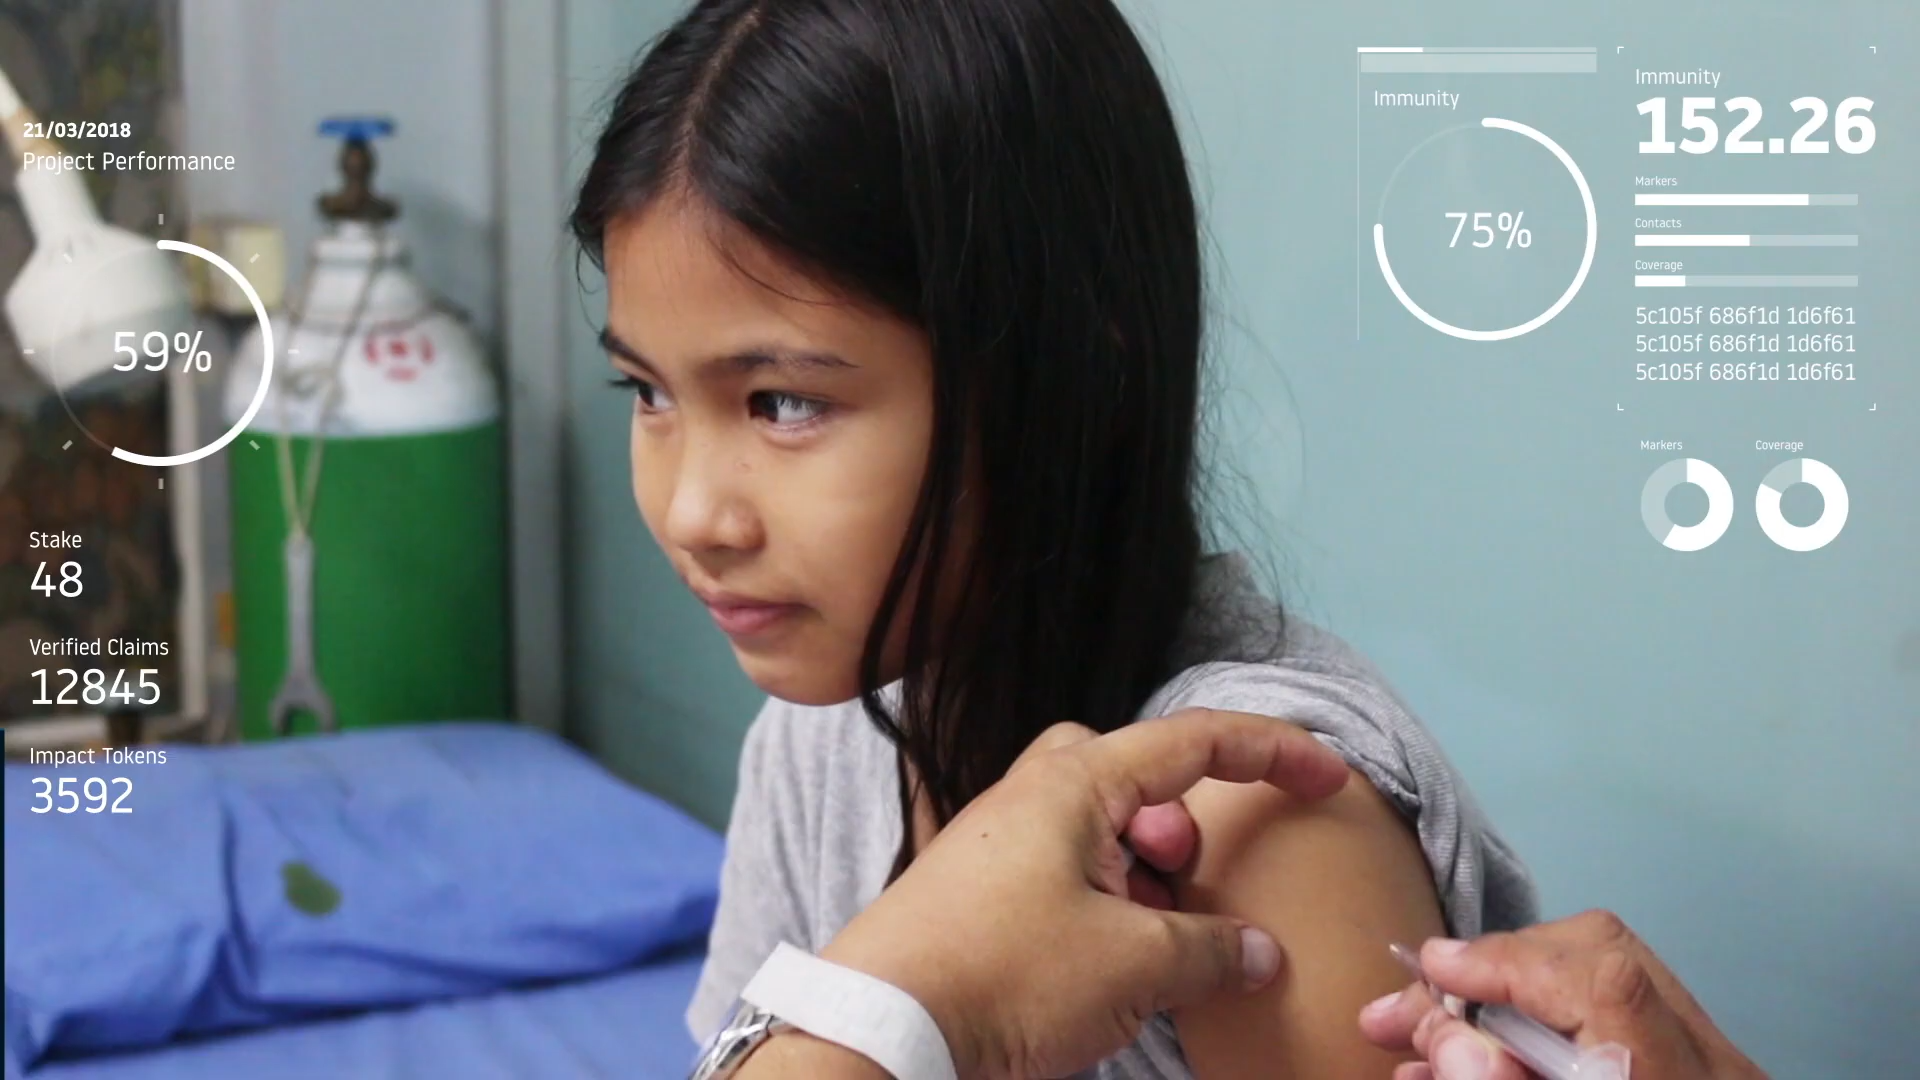 21/03/2018
Project Performance
59%
Stake
48
Verified Claims
12845
Impact Tokens
3592
Immunity
75%
Immunity
152.26
Markers
Contacts
Coverage
5c105f 686f1d 1d6f61
5c105f 686f1d 1d6f61
5c105f 686f1d 1d6f61
Markers
Coverage